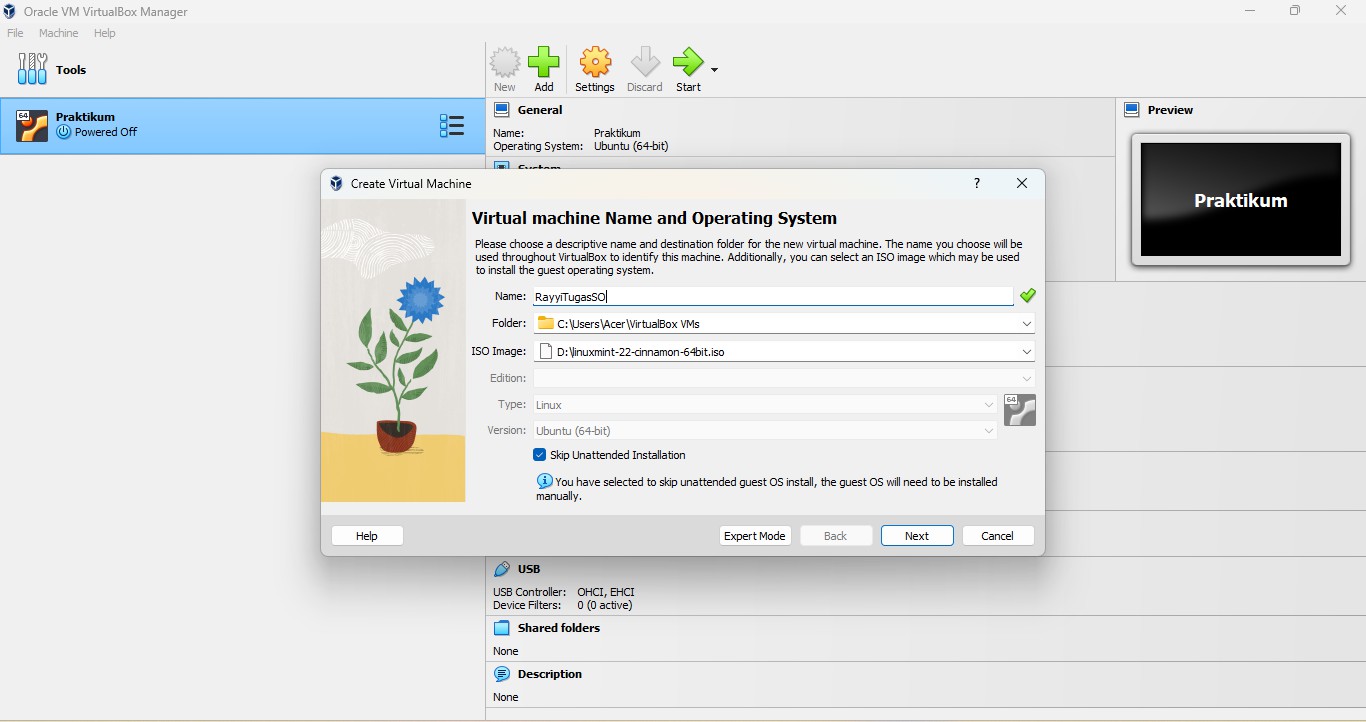 Oracle VM VirtualBox Manager
File Machine Help
Tools
New Add Settings Discard Start
64 Praktikum
Powered Off
General
Name: Praktikum
Operating System: Ubuntu (64-bit)
System
Preview
Praktikum
Create Virtual Machine ?
Virtual machine Name and Operating System
Please choose a descriptive name and destination folder for the new virtual machine. The name you choose will be
used throughout VirtualBox to identify this machine. Additionally, you can select an ISO image which may be used
to install the guest operating system.
Name: RayyiTugasSO
Folder: C:\Users\Acer\VirtualBox VMs
ISO Image: D:\linuxmint-22-cinnamon-64bit.iso
Edition:
Type: Linux
64
Version: Ubuntu (64-bit)
Skip Unattended Installation
You have selected to skip unattended guest OS install, the guest OS will need to be installed
manually.
Help Expert Mode Back Next Cancel
USB
USB Controller: OHCI, EHCI
Device Filters: 0 (0 active)
Shared folders
None
Description
None